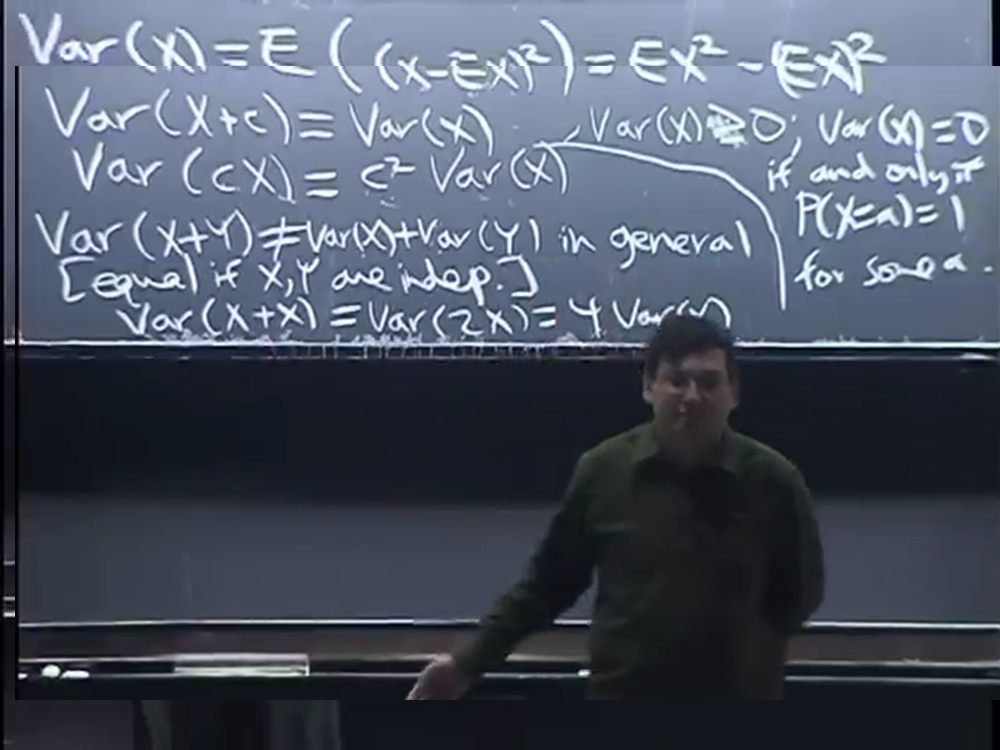 Var(X) = E((X-EX)²) = EX² - (EX)²
Var(X+c) = Var(X)
Var(cX) = c² Var(X)
Var(X) ≥ 0; Var(X) = 0
if and only if
P(X=a) = 1
for some a.
Var(X+Y) ≠ Var(X)+Var(Y) in general
[equal if X,Y are indep.]
Var(X+X) = Var(2X) = 4 Var(X)